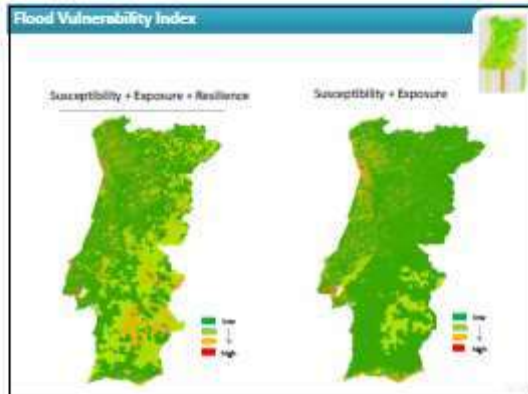 Flood Vulnerability Index
Susceptibility + Exposure + Resilience
Susceptibility + Exposure
low
High
low
High